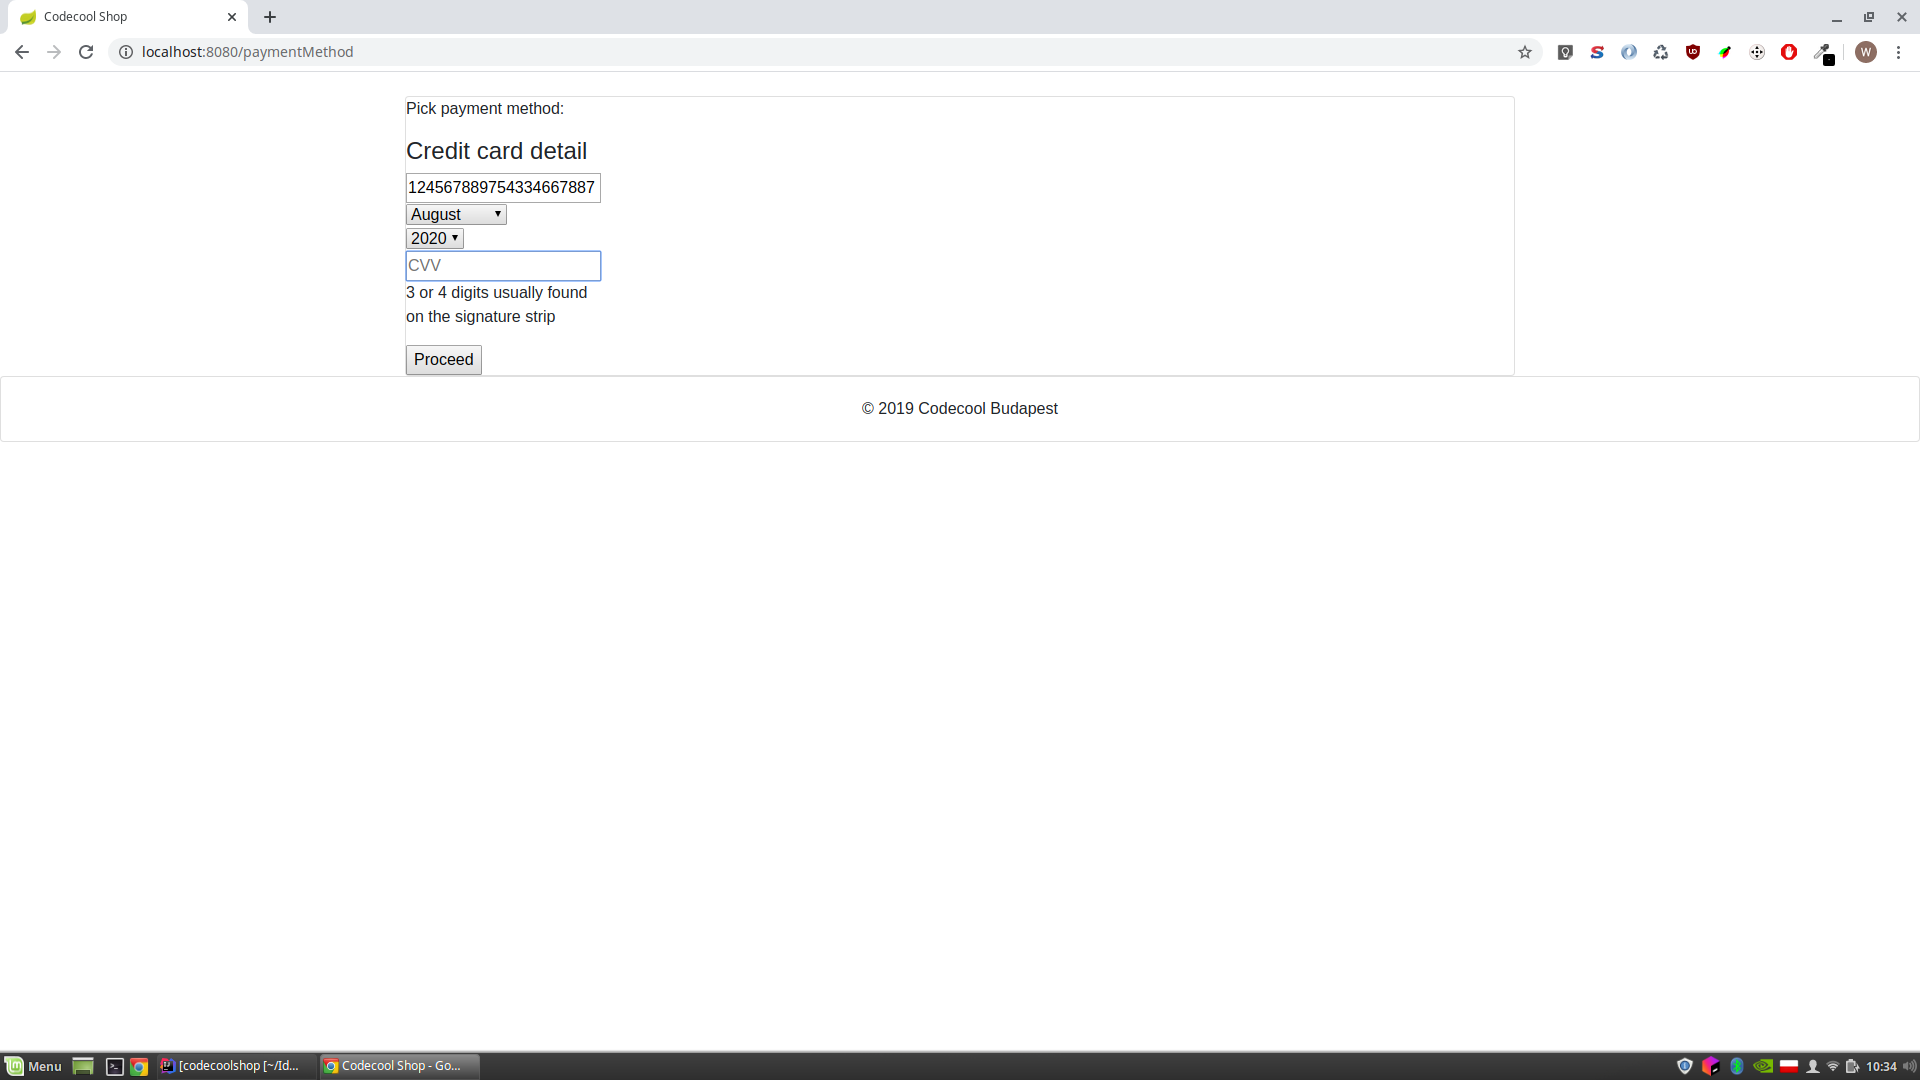 Codecool Shop
localhost:8080/paymentMethod
W
Pick payment method:
Credit card detail
124567889754334667887
August
2020
CVV
3 or 4 digits usually found
on the signature strip
Proceed
© 2019 Codecool Budapest
Menu
[codecoolshop [~/Id...
Codecool Shop - Go...
10:34